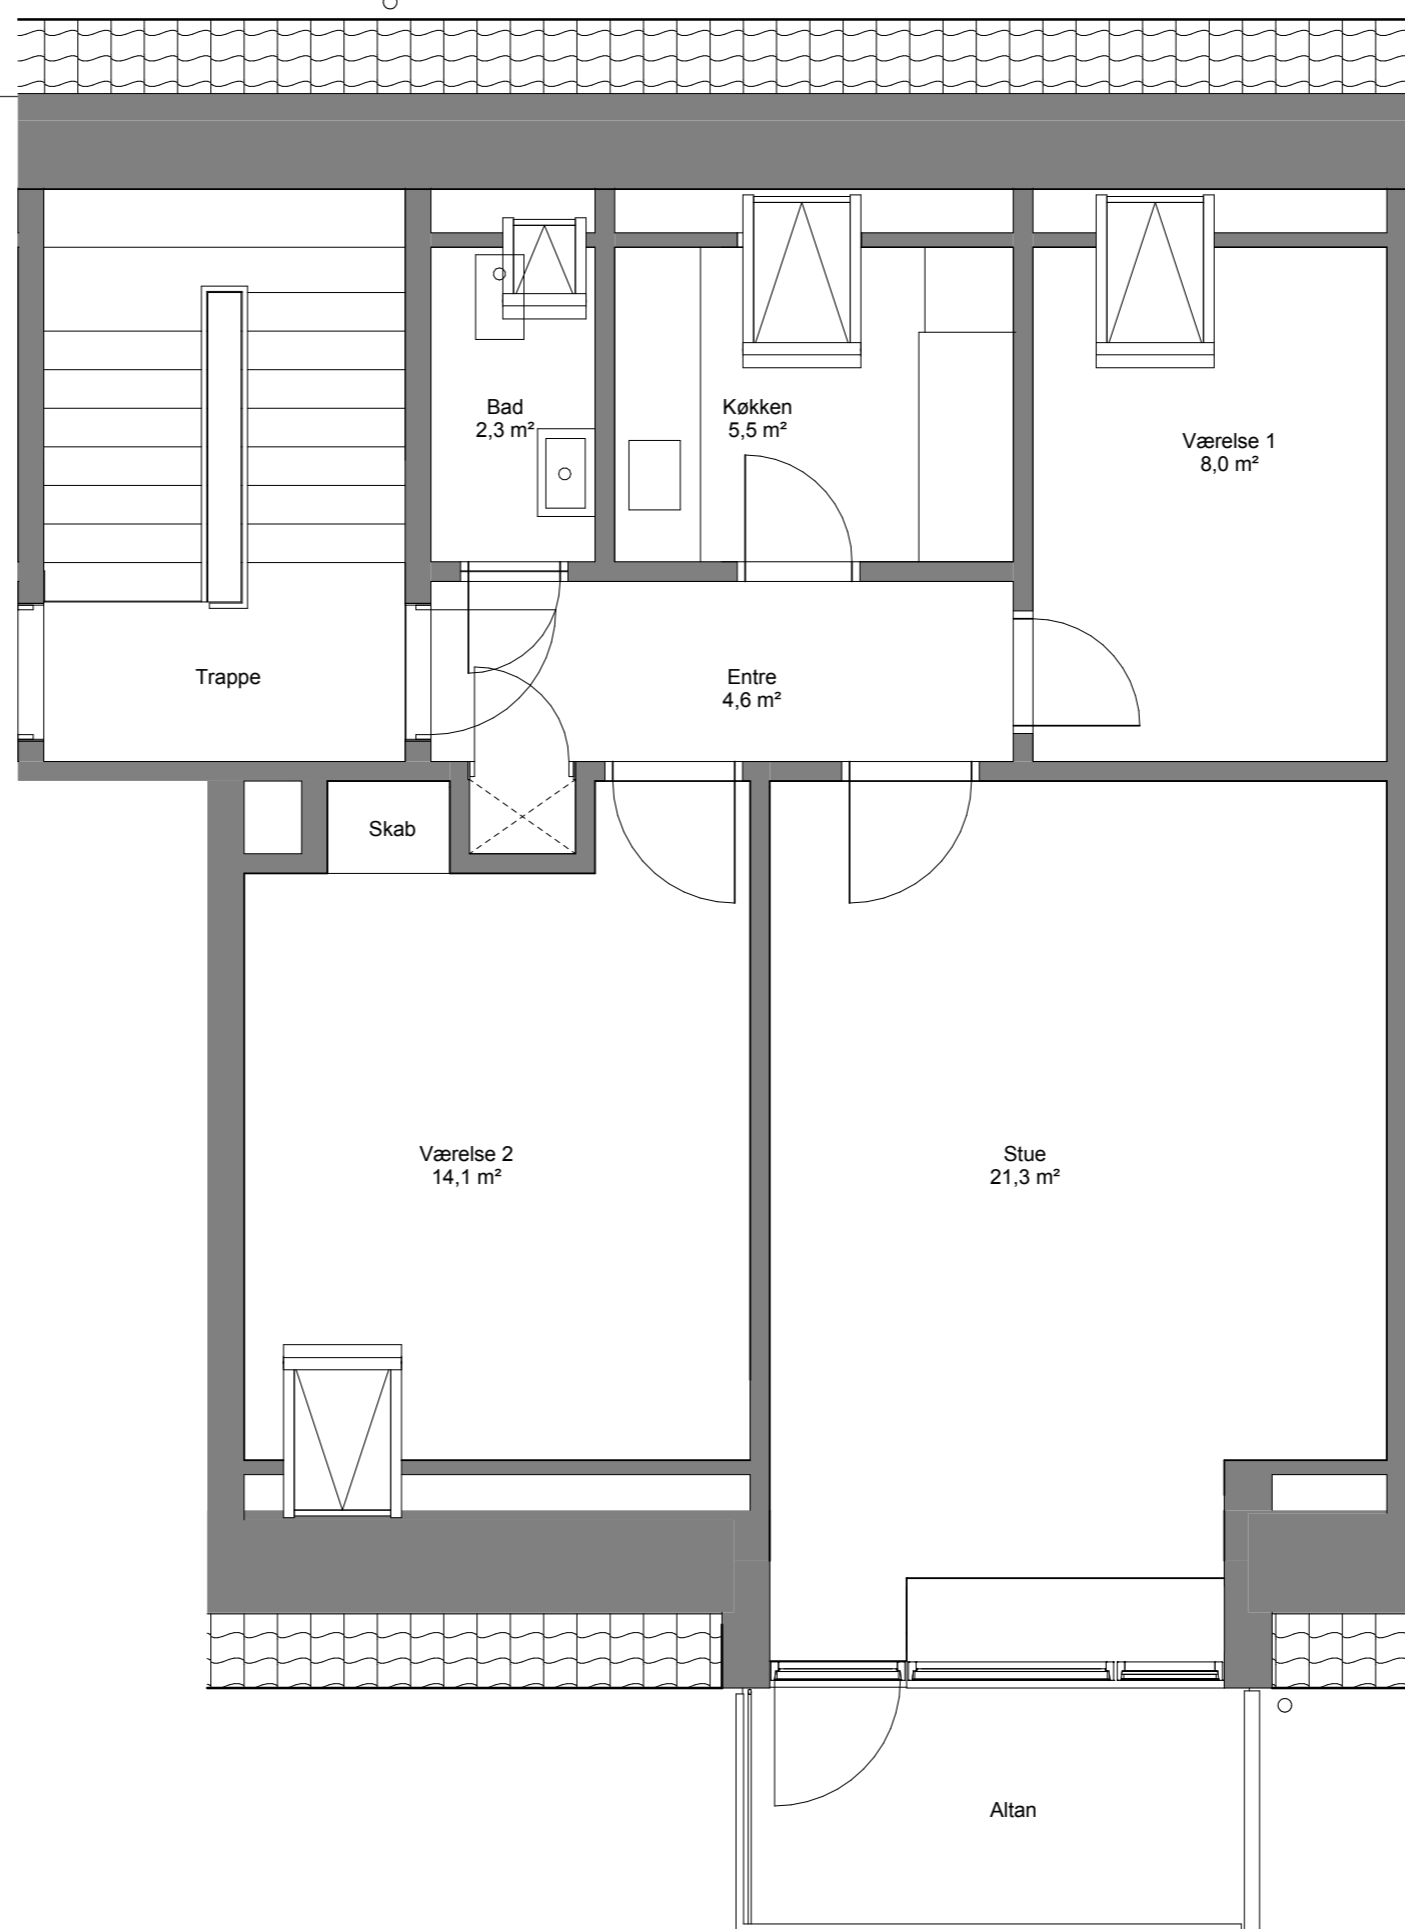 Bad
2,3 m²
Køkken
5,5 m²
Værelse 1
8,0 m²
Trappe
Entre
4,6 m²
Skab
Værelse 2
14,1 m²
Stue
21,3 m²
Altan